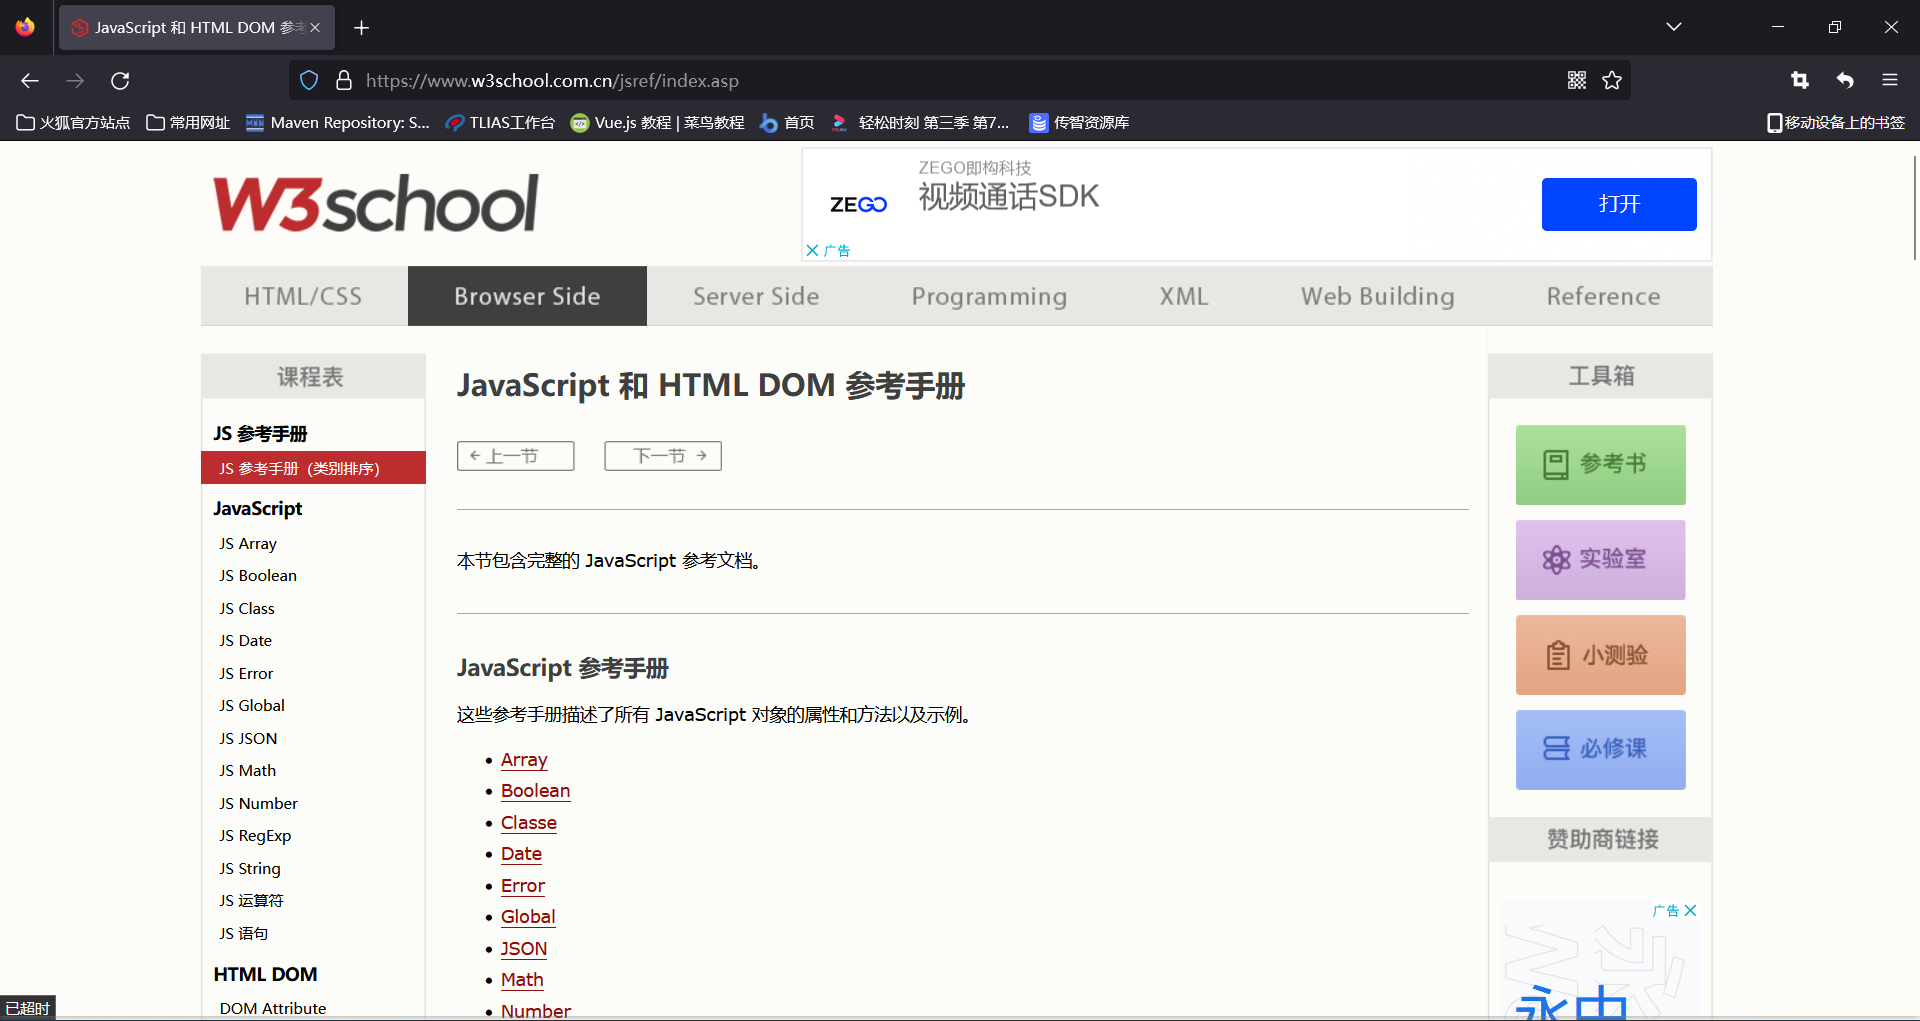 JavaScript 和 HTML DOM 参考
https://www.w3school.com.cn/jsref/index.asp
火狐官方站点
常用网址
Maven Repository: S...
TLIAS工作台
Vue.js 教程 | 菜鸟教程
首页
轻松时刻 第三季 第7...
传智资源库
移动设备上的书签
W3school
ZEGO
ZEGO即构科技
视频通话SDK
打开
广告
HTML/CSS
Browser Side
Server Side
Programming
XML
Web Building
Reference
课程表
JS 参考手册
JS 参考手册（类别排序）
JavaScript
JS Array
JS Boolean
JS Class
JS Date
JS Error
JS Global
JS JSON
JS Math
JS Number
JS RegExp
JS String
JS 运算符
JS 语句
HTML DOM
DOM Attribute
已超时
JavaScript 和 HTML DOM 参考手册
上一节
下一节
本节包含完整的 JavaScript 参考文档。
JavaScript 参考手册
这些参考手册描述了所有 JavaScript 对象的属性和方法以及示例。
Array
Boolean
Classe
Date
Error
Global
JSON
Math
Number
工具箱
参考书
实验室
小测验
必修课
赞助商链接
广告
永中